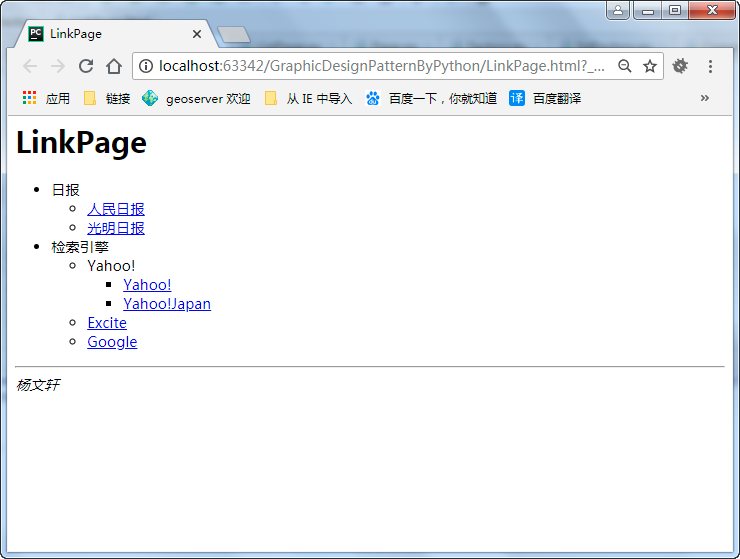 LinkPage
localhost:63342/GraphicDesignPatternByPython/LinkPage.html?_...
应用 链接 geoserver 欢迎 从 IE 中导入 百度一下，你就知道 译 百度翻译 »
LinkPage
日报
人民日报
光明日报
检索引擎
Yahoo!
Yahoo!
Yahoo!Japan
Excite
Google
杨文轩